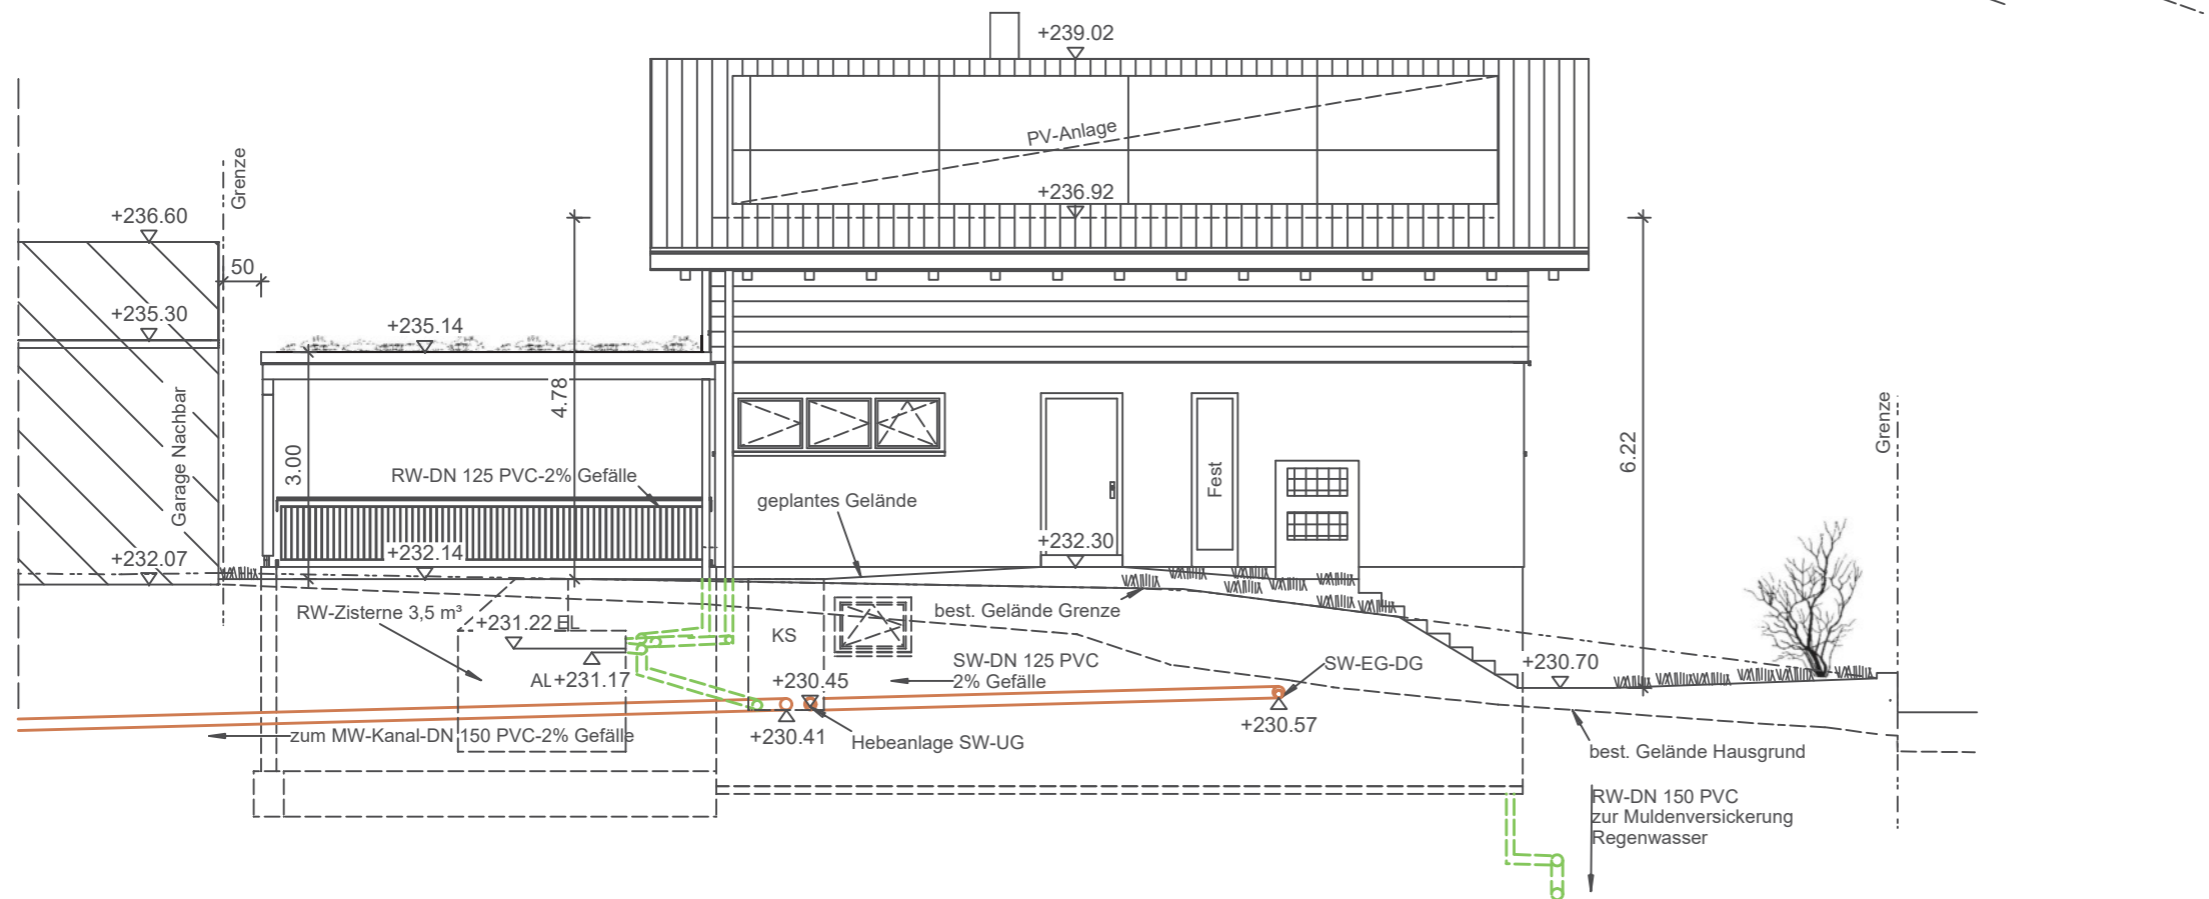 +239.02
PV-Anlage
+236.92
Grenze
+236.60
50
+235.30
+235.14
4.78
3.00
Garage Nachbar
RW-DN 125 PVC-2% Gefälle
geplantes Gelände
Fest
6.22
Grenze
+232.07
+232.14
+232.30
RW-Zisterne 3,5 m³
+231.22 EL
KS
best. Gelände Grenze
AL+231.17
+230.45
SW-DN 125 PVC
2% Gefälle
SW-EG-DG
+230.70
zum MW-Kanal-DN 150 PVC-2% Gefälle
+230.41
Hebeanlage SW-UG
+230.57
best. Gelände Hausgrund
RW-DN 150 PVC
zur Muldenversickerung
Regenwasser